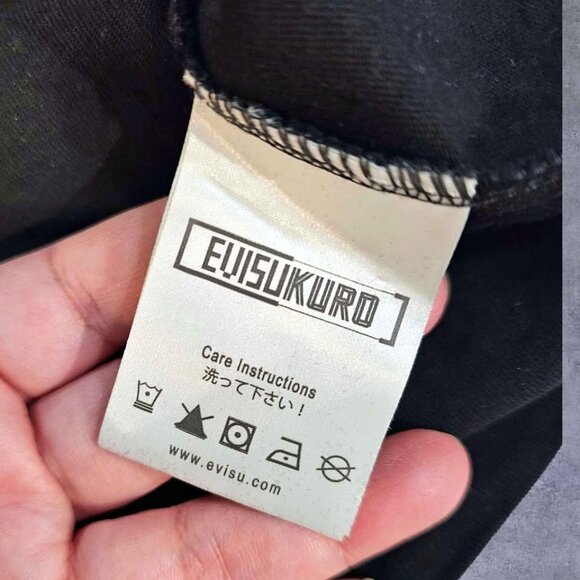 EVISUKURO
Care Instructions
洗って下さい！
www.evisu.com